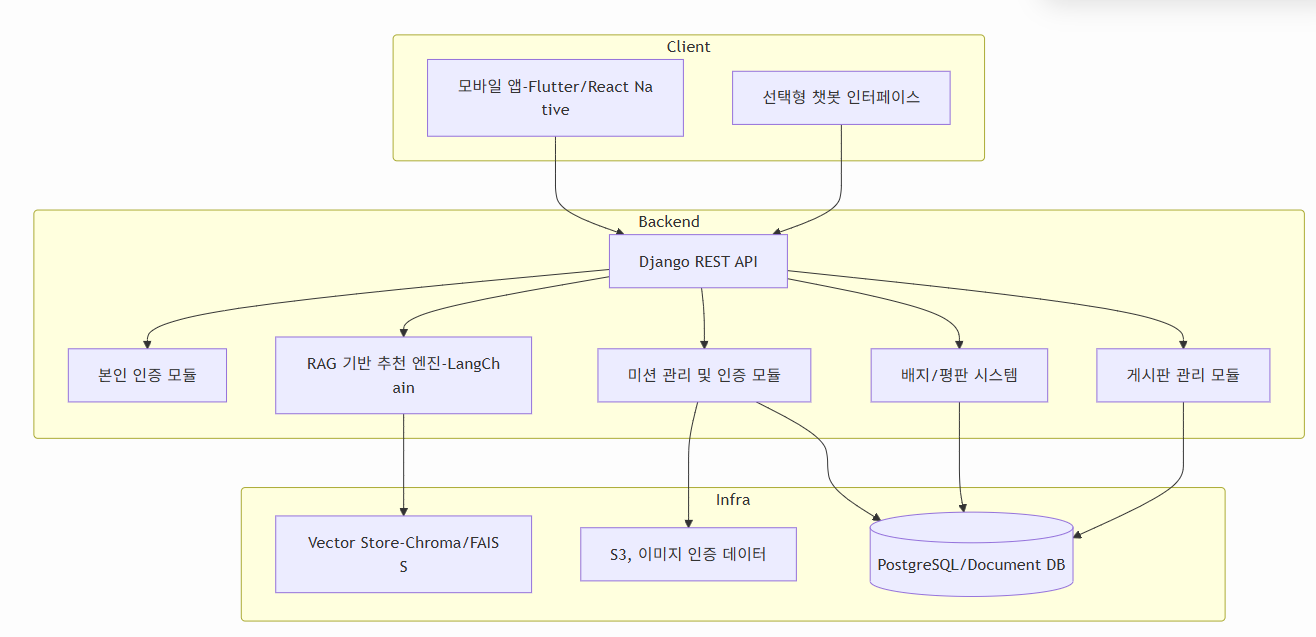 Client
모바일 앱-Flutter/React Na
tive
선택형 챗봇 인터페이스
Backend
Django REST API
본인 인증 모듈
RAG 기반 추천 엔진-LangCh
ain
미션 관리 및 인증 모듈
배지/평판 시스템
게시판 관리 모듈
Infra
Vector Store-Chroma/FAIS
S
S3, 이미지 인증 데이터
PostgreSQL/Document DB